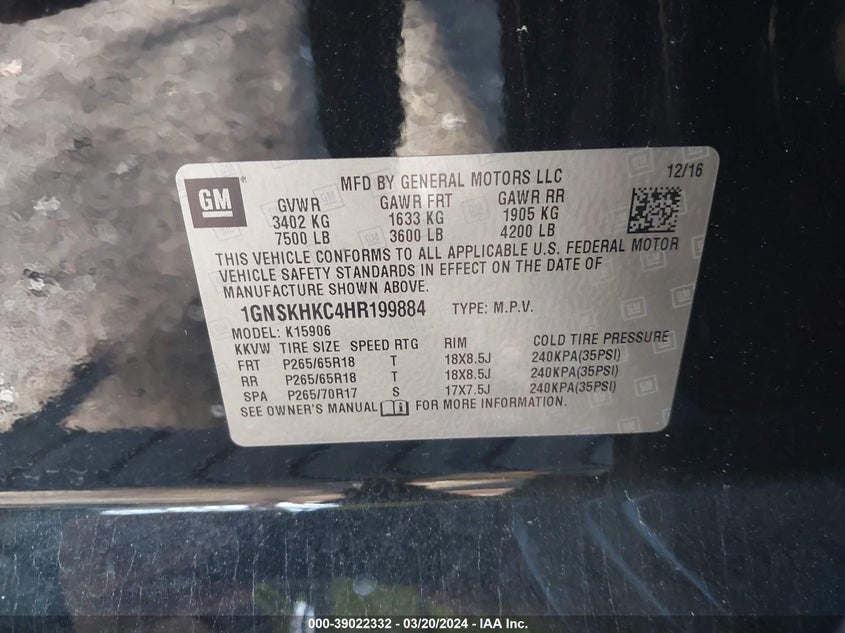 GM ® MFD BY GENERAL MOTORS LLC 12/16
GVWR GAWR FRT GAWR RR
3402 KG 1633 KG 1905 KG
7500 LB 3600 LB 4200 LB
THIS VEHICLE CONFORMS TO ALL APPLICABLE U.S. FEDERAL MOTOR
VEHICLE SAFETY STANDARDS IN EFFECT ON THE DATE OF
MANUFACTURE SHOWN ABOVE.
1GNSKHKC4HR199884 TYPE: M.P.V.
MODEL: K15906
KKVW TIRE SIZE SPEED RTG RIM COLD TIRE PRESSURE
FRT P265/65R18 T 18X8.5J 240KPA(35PSI)
RR P265/65R18 T 18X8.5J 240KPA(35PSI)
SPA P265/70R17 S 17X7.5J 240KPA(35PSI)
SEE OWNER'S MANUAL FOR MORE INFORMATION.
000-39022332 - 03/20/2024 - IAA Inc.